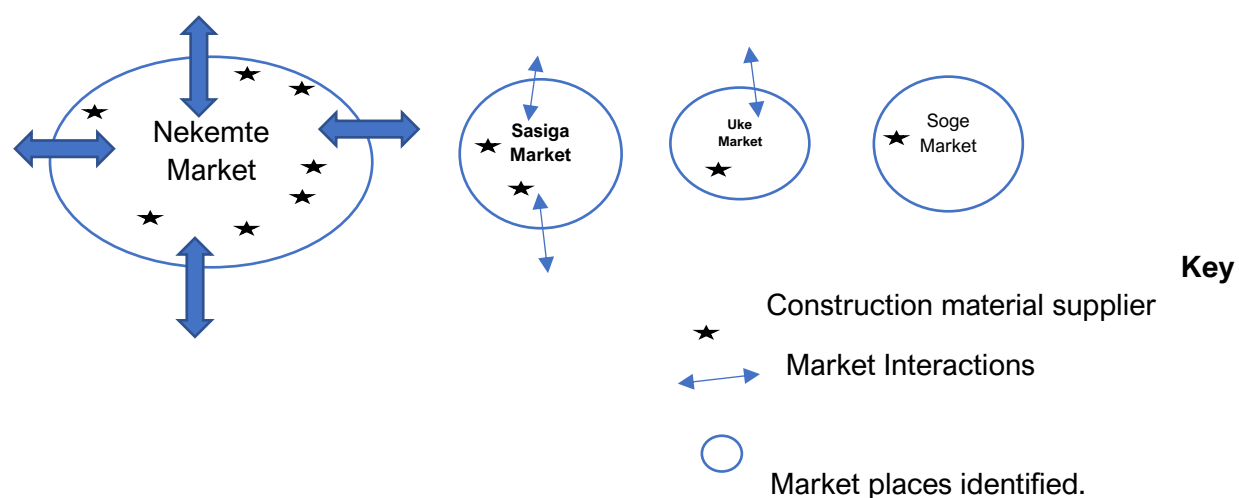 Nekemte
Market
Sasiga
Market
Uke
Market
Soge
Market
Key
Construction material supplier
Market Interactions
Market places identified.